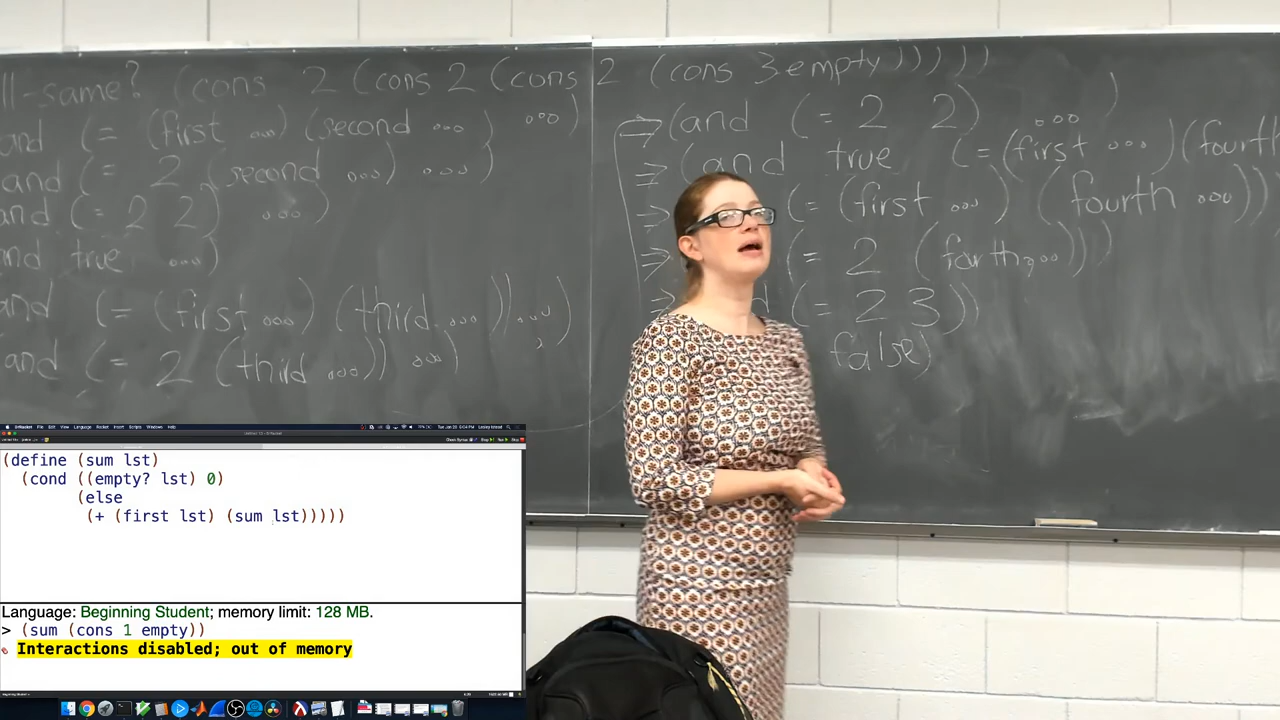 ll-same? (cons 2 (cons 2 (cons 2 (cons 3 empty)))))
and (= (first ...) (second ...) ...)
and (= 2 (second ...) ...)
and (= 2 2) ...)
and true ...)
and (= (first ...) (third ...)) ...)
and (= 2 (third ...)) ...)
⇒ (and (= 2 2) ...)
⇒ (and true (= (first ...) (fourth
⇒ (= (first ...) (fourth ...)))
⇒ (= 2 (forth ...)))
(= 2 3))
false)
(define (sum lst)
(cond ((empty? lst) 0)
(else
(+ (first lst) (sum lst)))))
Language: Beginning Student; memory limit: 128 MB.
> (sum (cons 1 empty))
Interactions disabled; out of memory